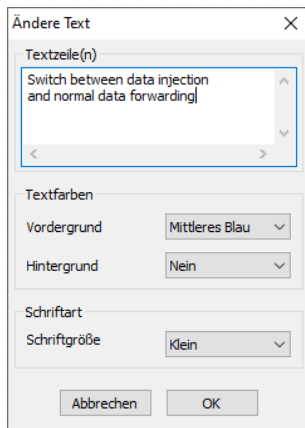 Ändere Text
Textzeile(n)
Switch between data injection
and normal data forwarding
Textfarben
Vordergrund Mittleres Blau
Hintergrund Nein
Schriftart
Schriftgröße Klein
Abbrechen OK